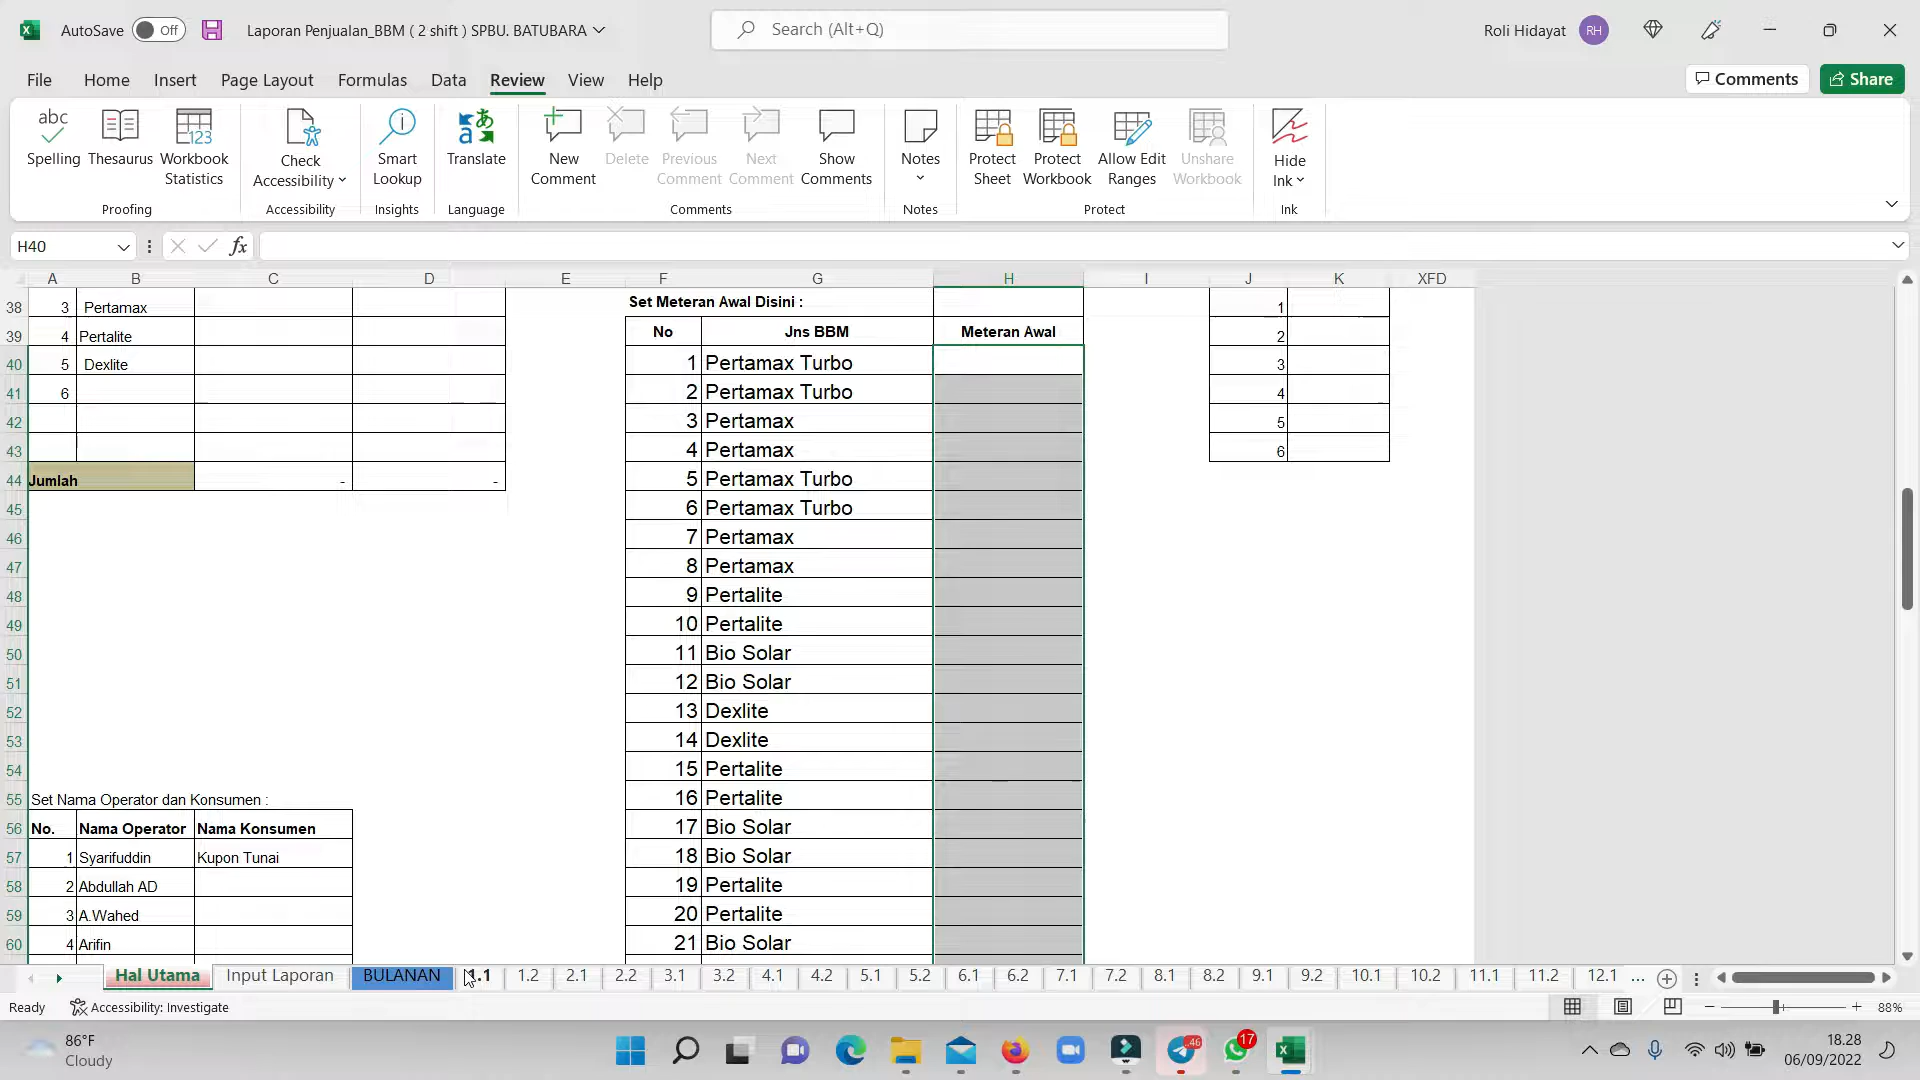 AutoSave Off Laporan Penjualan_BBM ( 2 shift ) SPBU. BATUBARA Search (Alt+Q) Roli Hidayat RH
File Home Insert Page Layout Formulas Data Review View Help Comments Share
abc 123
Spelling Thesaurus Workbook Statistics Check Accessibility Smart Lookup Translate New Comment Delete Previous Comment Next Comment Show Comments Notes Protect Sheet Protect Workbook Allow Edit Ranges Unshare Workbook Hide Ink
Proofing Accessibility Insights Language Comments Notes Protect Ink
H40 fx
A B C D E F G H I J K XFD
38 3 Pertamax Set Meteran Awal Disini : 1
39 4 Pertalite No Jns BBM Meteran Awal 2
40 5 Dexlite 1 Pertamax Turbo 3
41 6 2 Pertamax Turbo 4
42 3 Pertamax 5
43 4 Pertamax 6
44 Jumlah - - 5 Pertamax Turbo
45 6 Pertamax Turbo
46 7 Pertamax
47 8 Pertamax
48 9 Pertalite
49 10 Pertalite
50 11 Bio Solar
51 12 Bio Solar
52 13 Dexlite
53 14 Dexlite
54 15 Pertalite
55 Set Nama Operator dan Konsumen : 16 Pertalite
56 No. Nama Operator Nama Konsumen 17 Bio Solar
57 1 Syarifuddin Kupon Tunai 18 Bio Solar
58 2 Abdullah AD 19 Pertalite
59 3 A.Wahed 20 Pertalite
60 4 Arifin 21 Bio Solar
Hal Utama Input Laporan BULANAN 1.1 1.2 2.1 2.2 3.1 3.2 4.1 4.2 5.1 5.2 6.1 6.2 7.1 7.2 8.1 8.2 9.1 9.2 10.1 10.2 11.1 11.2 12.1 ...
Ready Accessibility: Investigate 88%
86°F
Cloudy
46 17
18.28
06/09/2022